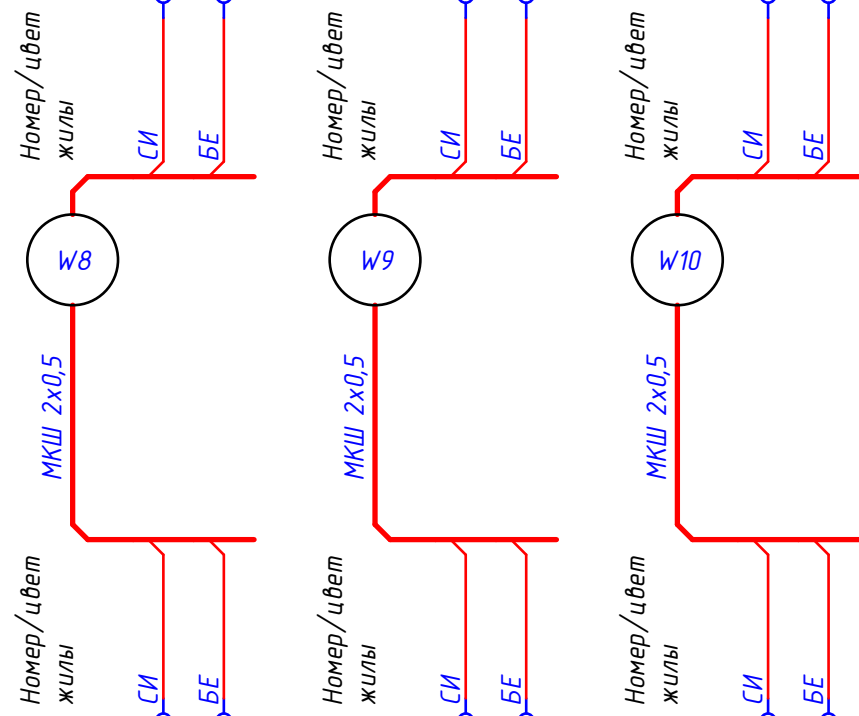 Номер/цвет
жилы
СИ
БЕ
Номер/цвет
жилы
СИ
БЕ
Номер/цвет
жилы
СИ
БЕ
W8
W9
W10
МКШ 2х0,5
МКШ 2х0,5
МКШ 2х0,5
Номер/цвет
жилы
СИ
БЕ
Номер/цвет
жилы
СИ
БЕ
Номер/цвет
жилы
СИ
БЕ